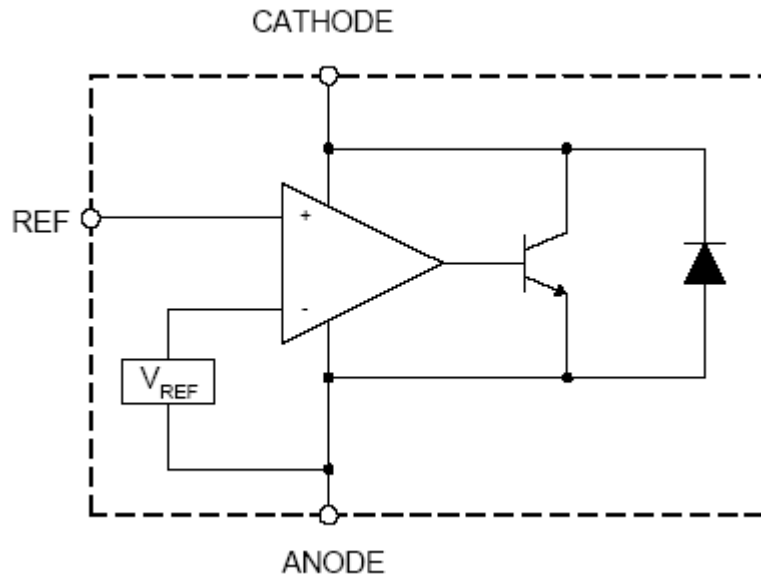 CATHODE
REF
+
-
VREF
ANODE